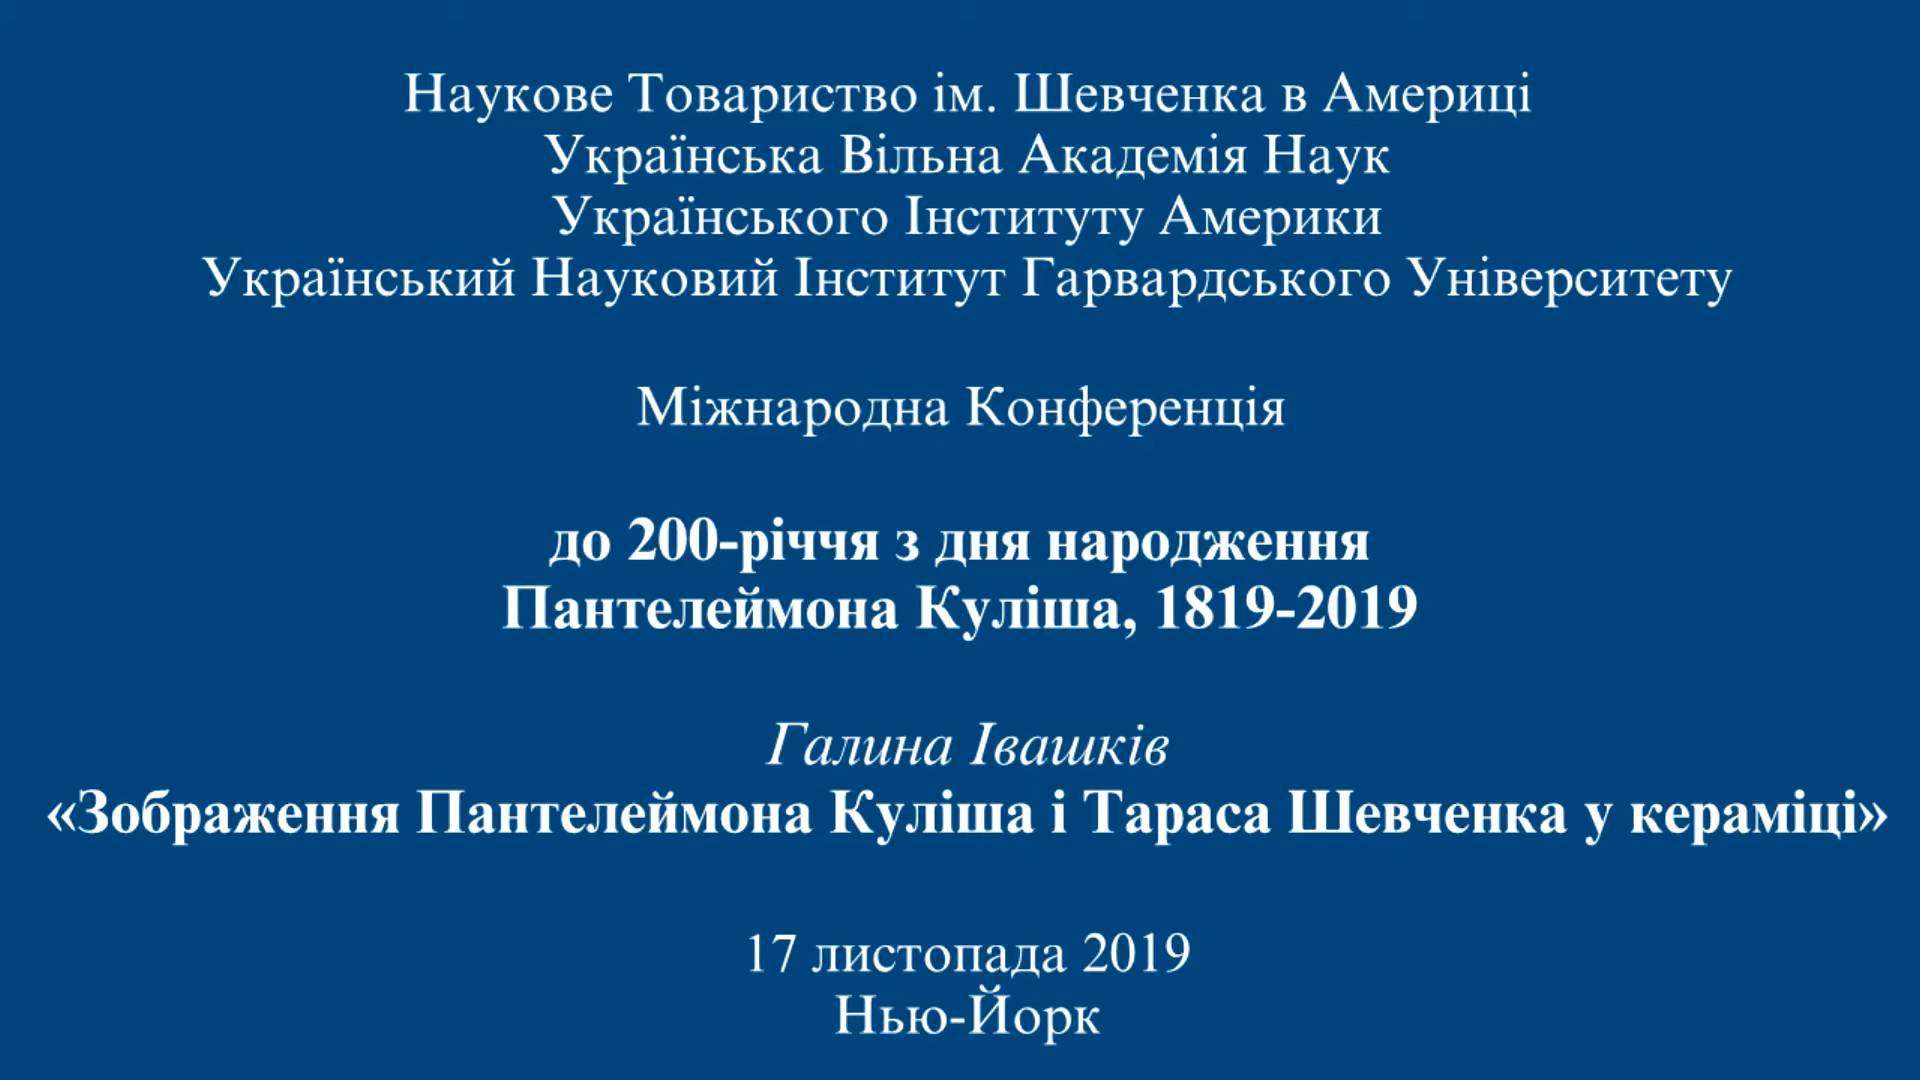 Наукове Товариство ім. Шевченка в Америці
Українська Вільна Академія Наук
Українського Інституту Америки
Український Науковий Інститут Гарвардського Університету
Міжнародна Конференція
до 200-річчя з дня народження
Пантелеймона Куліша, 1819-2019
Галина Івашків
«Зображення Пантелеймона Куліша і Тараса Шевченка у кераміці»
17 листопада 2019
Нью-Йорк